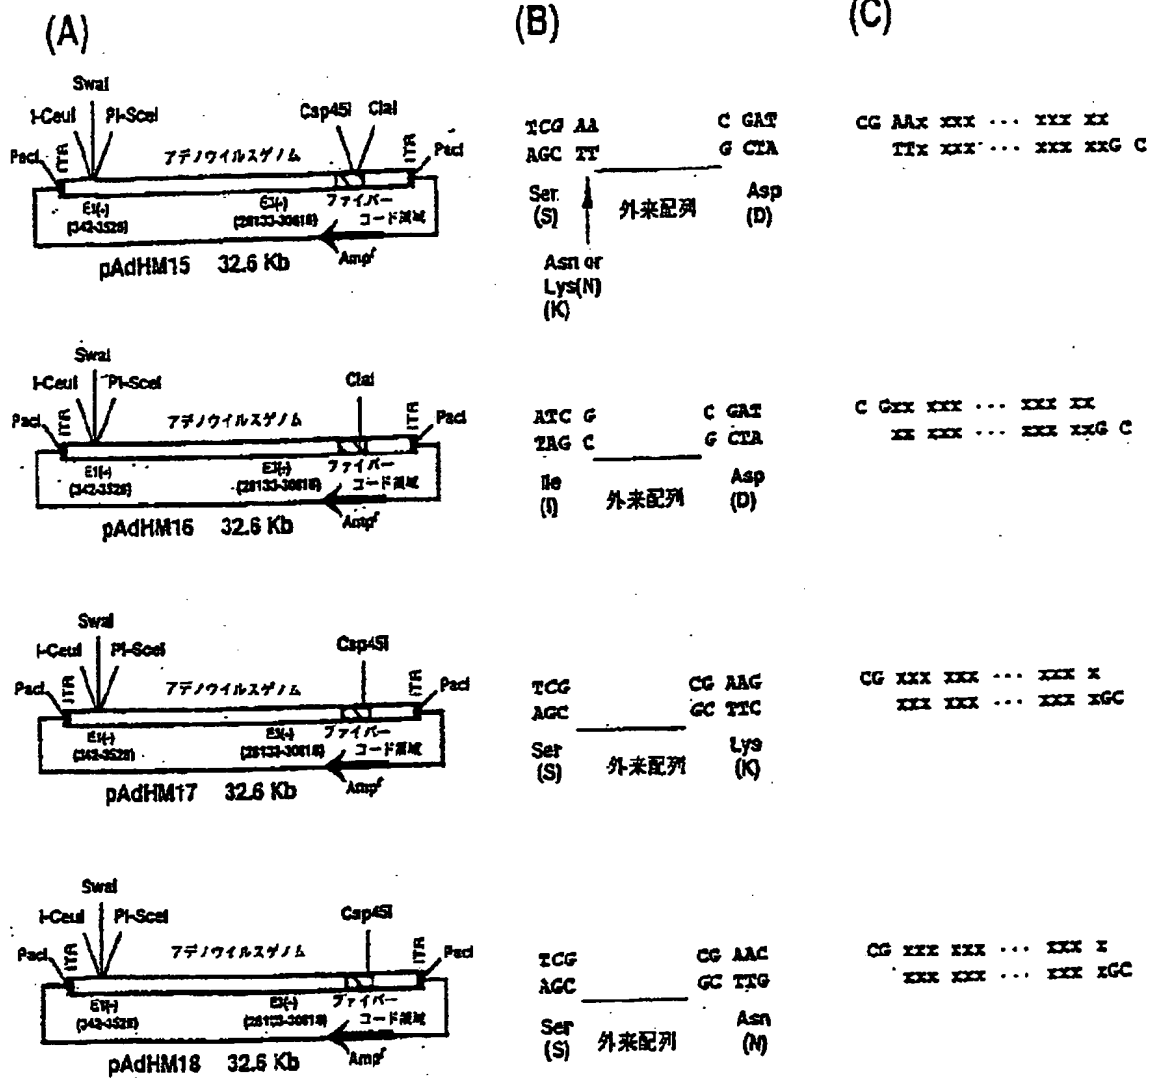 (A)
(B)
(C)
SwaI
I-CeuI PI-SceI
Csp45I ClaI
PacI ITR アデノウイルスゲノム ITR PacI
E1(-) E3(-) ファイバー
(342-3528) (28133-30818) コード領域
Ampr
pAdHM15 32.6 Kb
TCG AA C GAT
AGC TT G CTA
Ser Asp
(S) 外来配列 (D)
Asn or
Lys(N)
(K)
CG AAx xxx ... xxx xx
TTx xxx ... xxx xxG C
SwaI
I-CeuI PI-SceI ClaI
PacI ITR アデノウイルスゲノム ITR PacI
E1(-) E3(-) ファイバー
(342-3528) (28133-30818) コード領域
Ampr
pAdHM16 32.6 Kb
ATC G C GAT
TAG C G CTA
Ile Asp
(I) 外来配列 (D)
C Gxx xxx ... xxx xx
xx xxx ... xxx xxG C
SwaI
I-CeuI PI-SceI Csp45I
PacI ITR アデノウイルスゲノム ITR PacI
E1(-) E3(-) ファイバー
(342-3528) (28133-30818) コード領域
Ampr
pAdHM17 32.6 Kb
TCG CG AAG
AGC GC TTC
Ser Lys
(S) 外来配列 (K)
CG xxx xxx ... xxx x
xxx xxx ... xxx xGC
SwaI
I-CeuI PI-SceI Csp45I
PacI ITR アデノウイルスゲノム ITR PacI
E1(-) E3(-) ファイバー
(342-3528) (28133-30818) コード領域
Ampr
pAdHM18 32.6 Kb
TCG CG AAC
AGC GC TTG
Ser Asn
(S) 外来配列 (N)
CG xxx xxx ... xxx x
xxx xxx ... xxx xGC